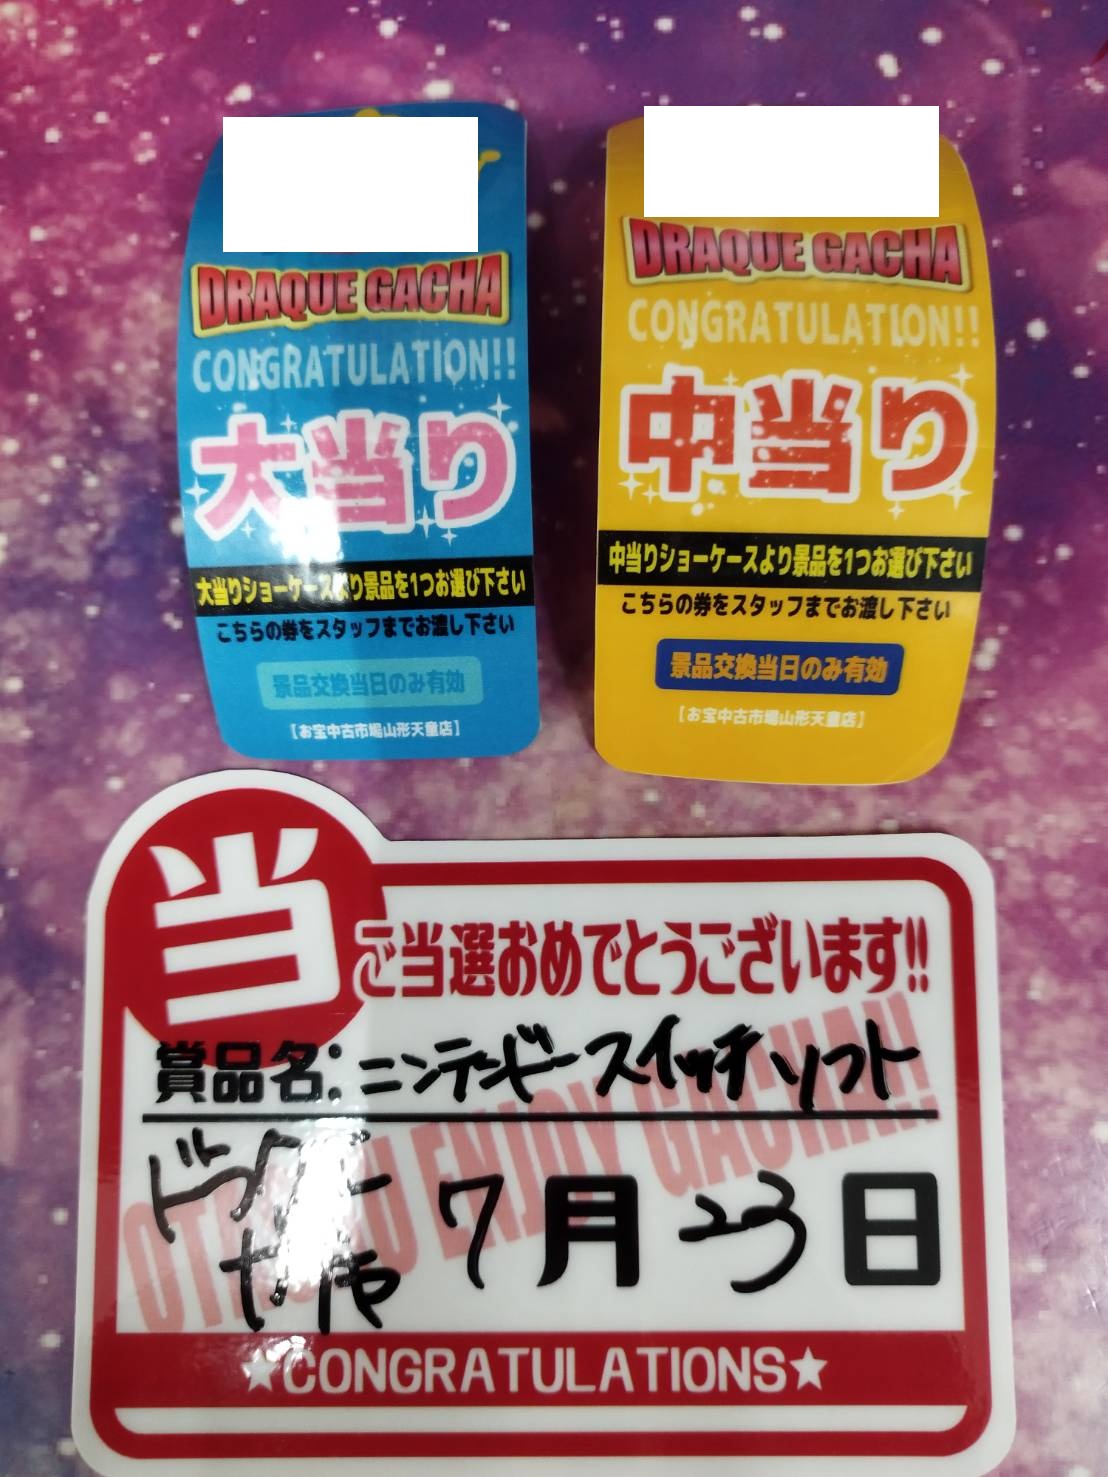 DRAQUE GACHA
CONGRATULATION!!
大当り
大当りショーケースより景品を1つお選び下さい
こちらの券をスタッフまでお渡し下さい
景品交換当日のみ有効
【お宝中古市場山形天童店】
DRAQUE GACHA
CONGRATULATION!!
中当り
中当りショーケースより景品を1つお選び下さい
こちらの券をスタッフまでお渡し下さい
景品交換当日のみ有効
【お宝中古市場山形天童店】
当
ご当選おめでとうございます!!
賞品名:ニンテンドースイッチソフト
ドラクエ
ガチャ
7月23日
ENJOY GACHA!!
★CONGRATULATIONS★